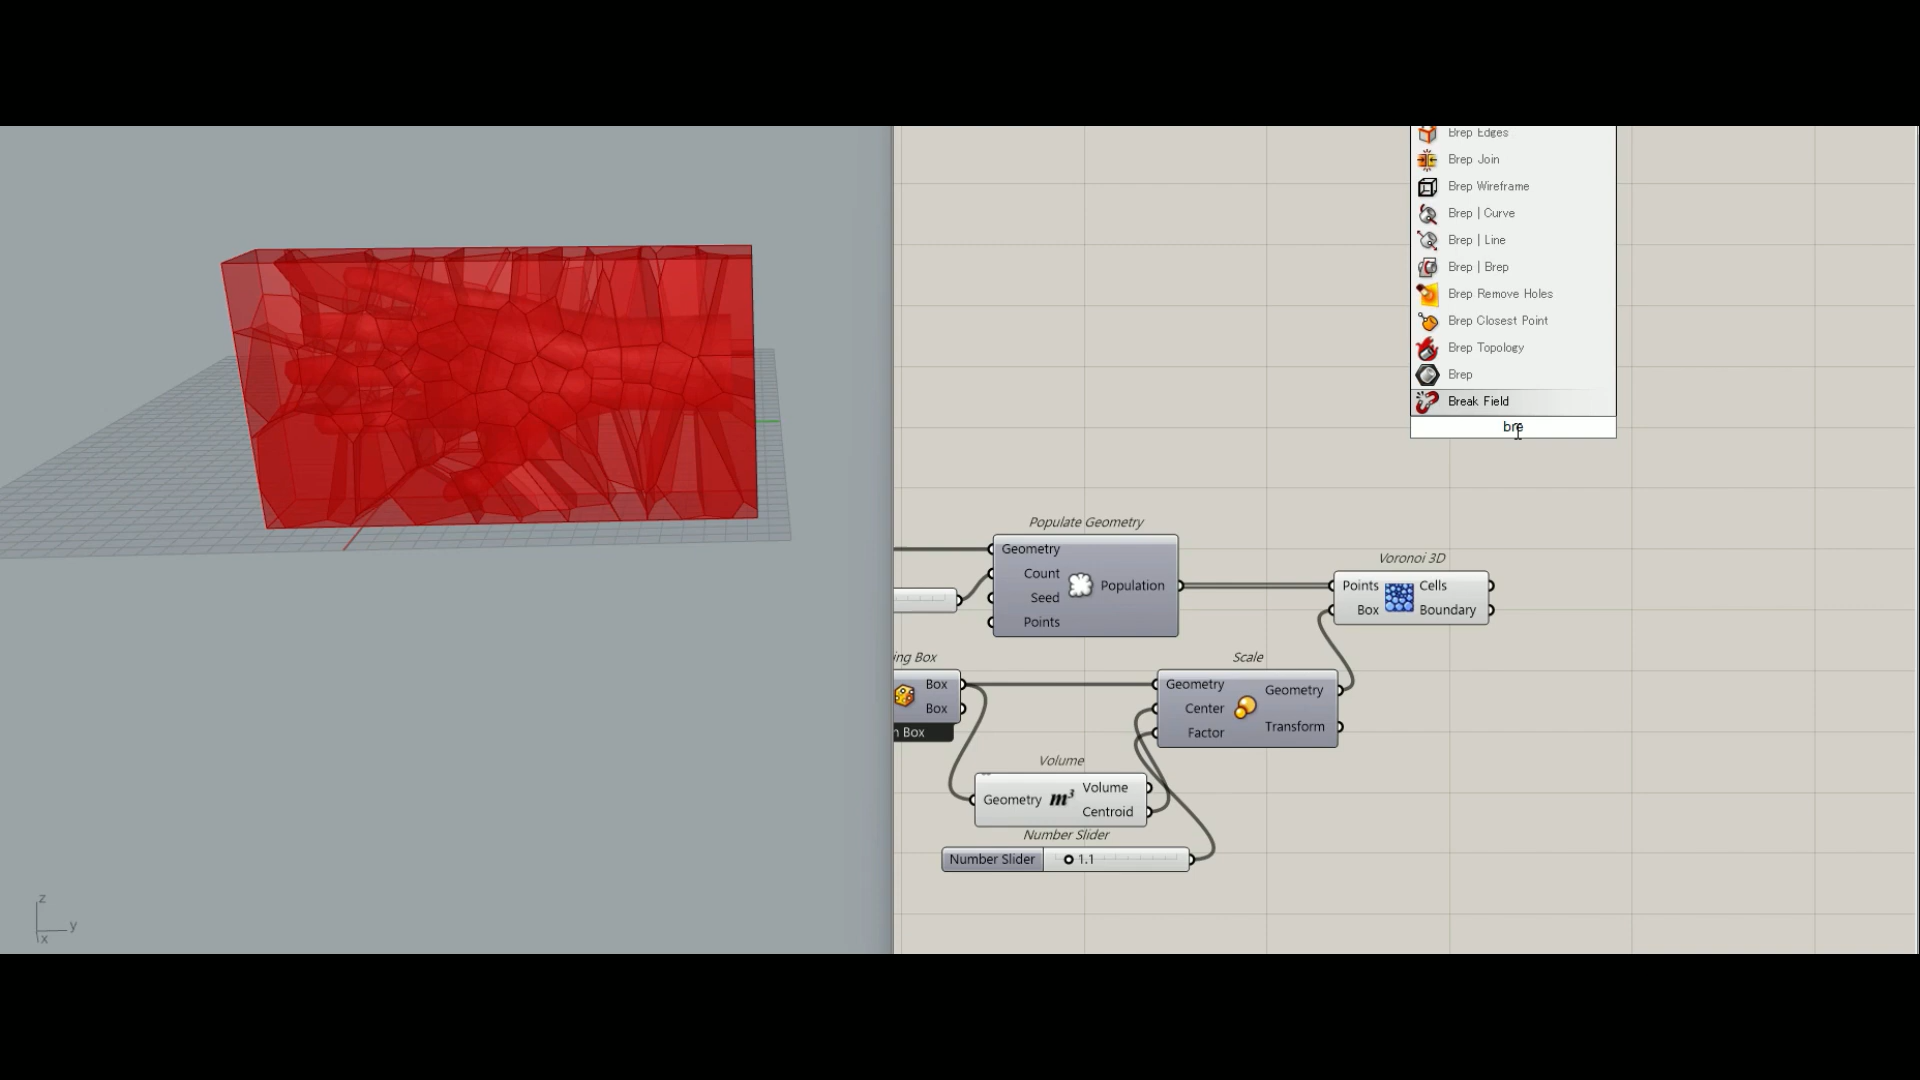 Brep Edges
Brep Join
Brep Wireframe
Brep | Curve
Brep | Line
Brep | Brep
Brep Remove Holes
Brep Closest Point
Brep Topology
Brep
Break Field
bre
Populate Geometry
Geometry
Count
Seed
Points
Population
Voronoi 3D
Points
Box
Cells
Boundary
ing Box
Box
Box
n Box
Scale
Geometry
Center
Factor
Geometry
Transform
Volume
Geometry
m³
Volume
Centroid
Number Slider
Number Slider
1.1
z
y
x